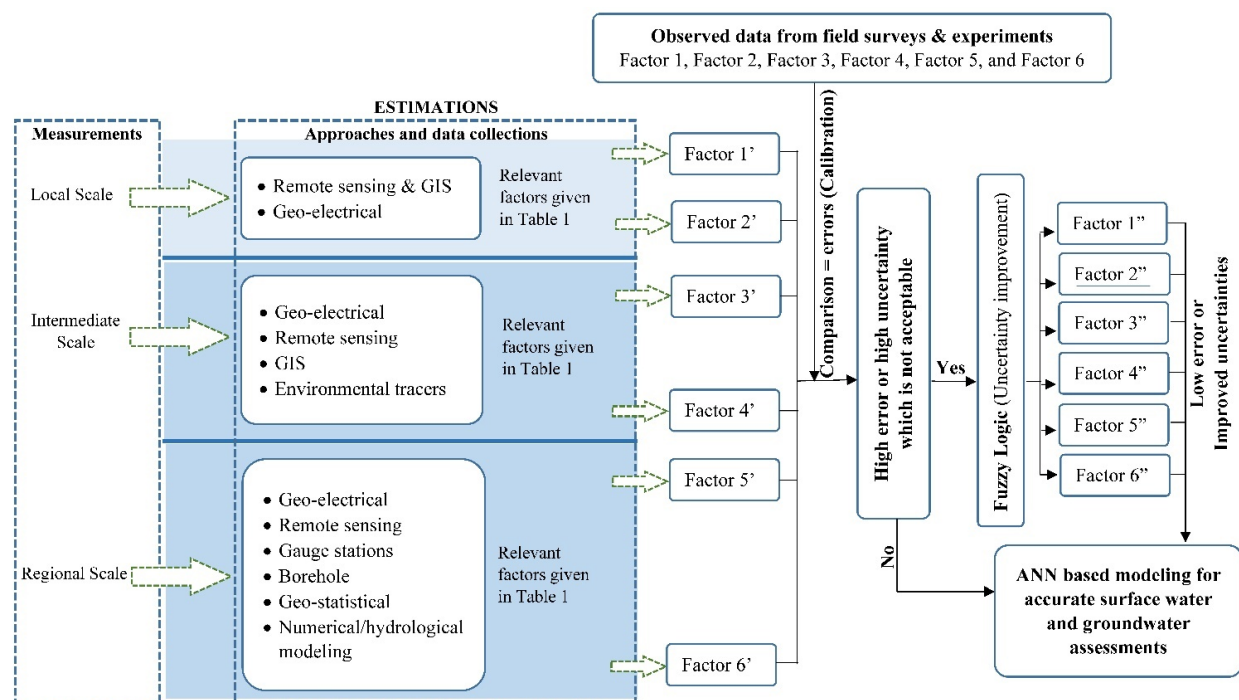 Observed data from field surveys & experiments
Factor 1, Factor 2, Factor 3, Factor 4, Factor 5, and Factor 6
ESTIMATIONS
Measurements
Approaches and data collections
Local Scale
• Remote sensing & GIS
• Geo-electrical
Relevant
factors given
in Table 1
Factor 1’
Factor 2’
Intermediate
Scale
• Geo-electrical
• Remote sensing
• GIS
• Environmental tracers
Relevant
factors given
in Table 1
Factor 3’
Factor 4’
Regional Scale
• Geo-electrical
• Remote sensing
• Gauge stations
• Borehole
• Geo-statistical
• Numerical/hydrological
modeling
Relevant
factors given
in Table 1
Factor 5’
Factor 6’
Comparison = errors (Calibration)
High error or high uncertainty
which is not acceptable
Yes
No
Fuzzy Logic (Uncertainty improvement)
Factor 1”
Factor 2”
Factor 3”
Factor 4”
Factor 5”
Factor 6”
Low error or
Improved uncertainties
ANN based modeling for
accurate surface water
and groundwater
assessments